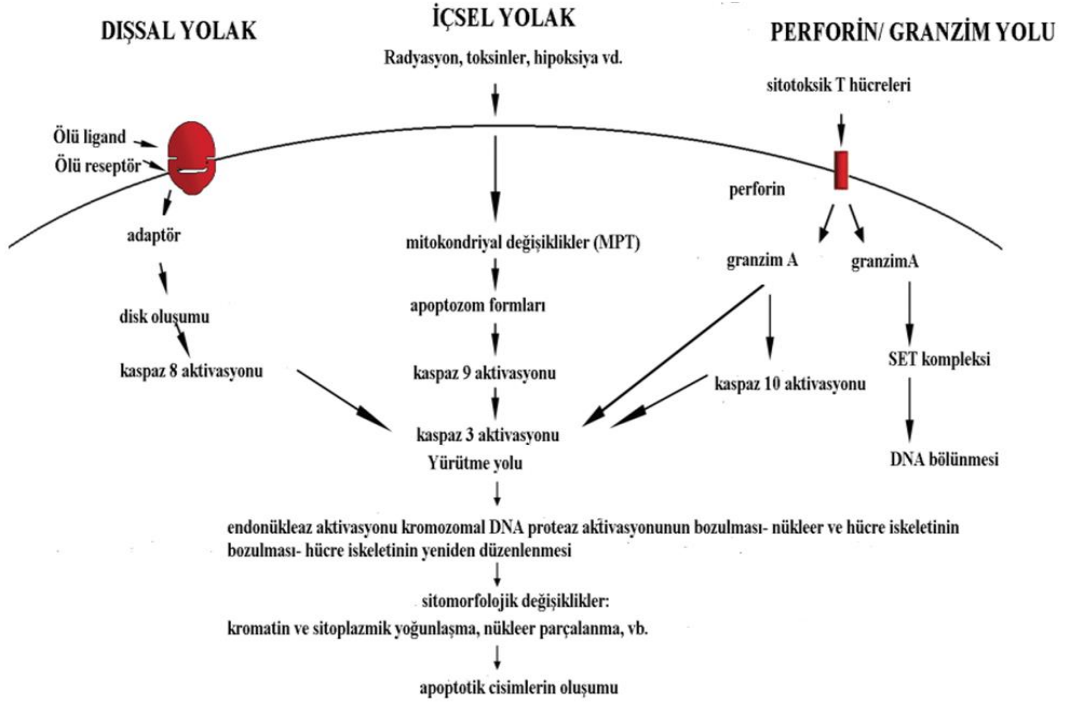 DIŞSAL YOLAK
İÇSEL YOLAK
PERFORİN/ GRANZİM YOLU
Radyasyon, toksinler, hipoksiya vd.
sitotoksik T hücreleri
Ölü ligand
Ölü reseptör
perforin
adaptör
mitokondriyal değişiklikler (MPT)
granzim A
granzimA
disk oluşumu
apoptozom formları
SET kompleksi
kaspaz 8 aktivasyonu
kaspaz 9 aktivasyonu
kaspaz 10 aktivasyonu
kaspaz 3 aktivasyonu
Yürütme yolu
DNA bölünmesi
endonükleaz aktivasyonu kromozomal DNA proteaz aktivasyonunun bozulması- nükleer ve hücre iskeletinin
bozulması- hücre iskeletinin yeniden düzenlenmesi
sitomorfolojik değişiklikler:
kromatin ve sitoplazmik yoğunlaşma, nükleer parçalanma, vb.
apoptotik cisimlerin oluşumu